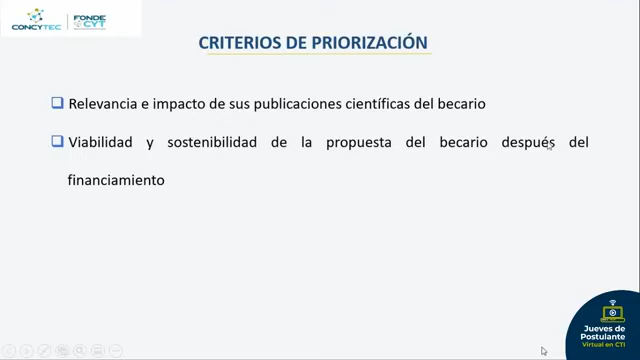 CONCYTEC
FONDE
CYT
CRITERIOS DE PRIORIZACIÓN
Relevancia e impacto de sus publicaciones científicas del becario
Viabilidad y sostenibilidad de la propuesta del becario después del
financiamiento
Jueves de
Postulante
Virtual en CTI